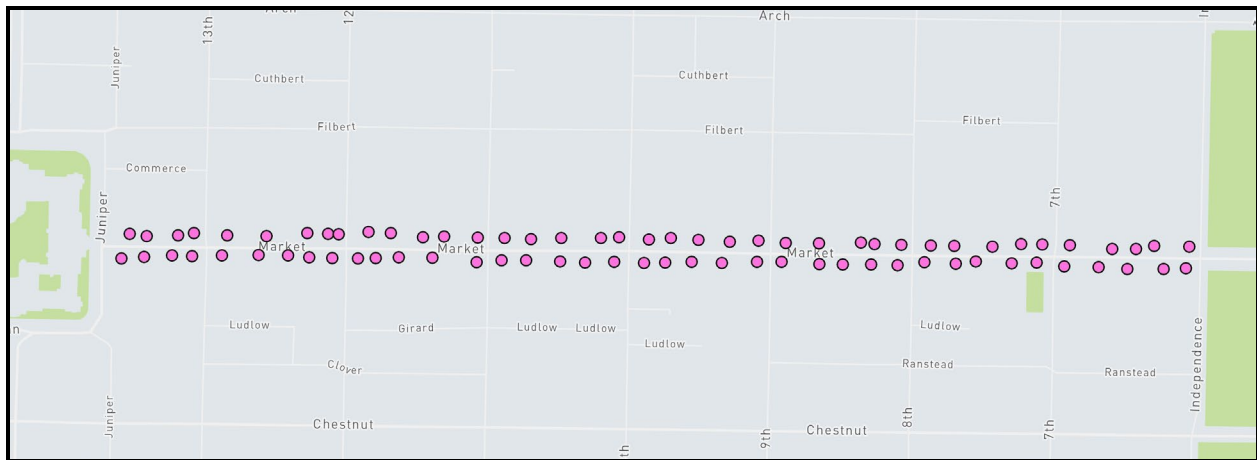 Arch
Arch
12
13th
Juniper
Cuthbert
Cuthbert
Filbert
Filbert
Filbert
Commerce
Juniper
7th
Market
Market
Market
Ludlow
Girard
Ludlow
Ludlow
Ludlow
Ludlow
n
Clover
Ranstead
Ranstead
Independence
Juniper
Chestnut
Chestnut
8th
7th
9th
th